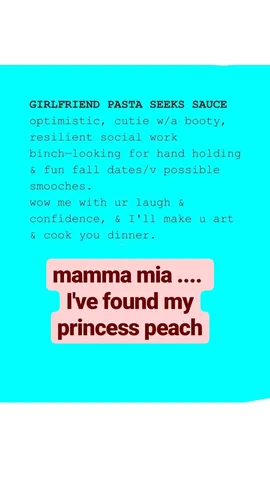 GIRLFRIEND PASTA SEEKS SAUCE
optimistic, cutie w/a booty,
resilient social work
binch—looking for hand holding
& fun fall dates/v possible
smooches.
wow me with ur laugh &
confidence, & I'll make u art
& cook you dinner.
mamma mia ....
I've found my
princess peach